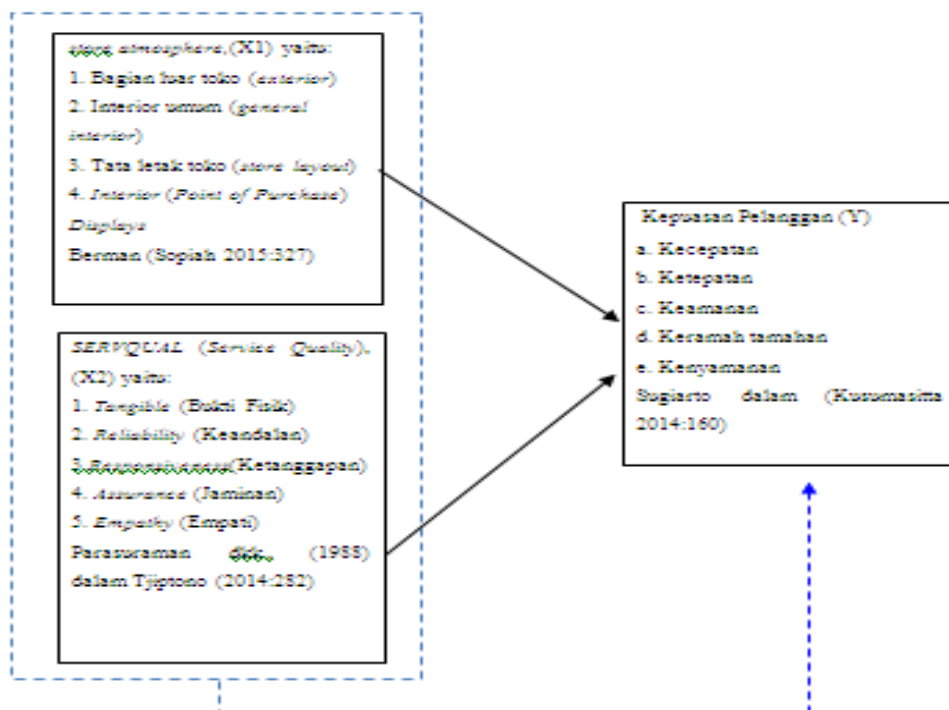 store atmosphere,(X1) yaitu:
1. Bagian luar toko (exterior)
2. Interior umum (general
interior)
3. Tata letak toko (store layout)
4. Interior (Point of Purchase)
Displays
Berman (Sopiah 2015:327)
SERVQUAL (Service Quality),
(X2) yaitu:
1. Tangible (Bukti Fisik)
2. Reliability (Keandalan)
3.Responsiveness(Ketanggapan)
4. Assurance (Jaminan)
5. Empathy (Empati)
Parasuraman dkk., (1988)
dalam Tjiptono (2014:282)
Kepuasan Pelanggan (Y)
a. Kecepatan
b. Ketepatan
c. Keamanan
d. Keramah tamahan
e. Kenyamanan
Sugiarto dalam (Kusumasitta
2014:160)